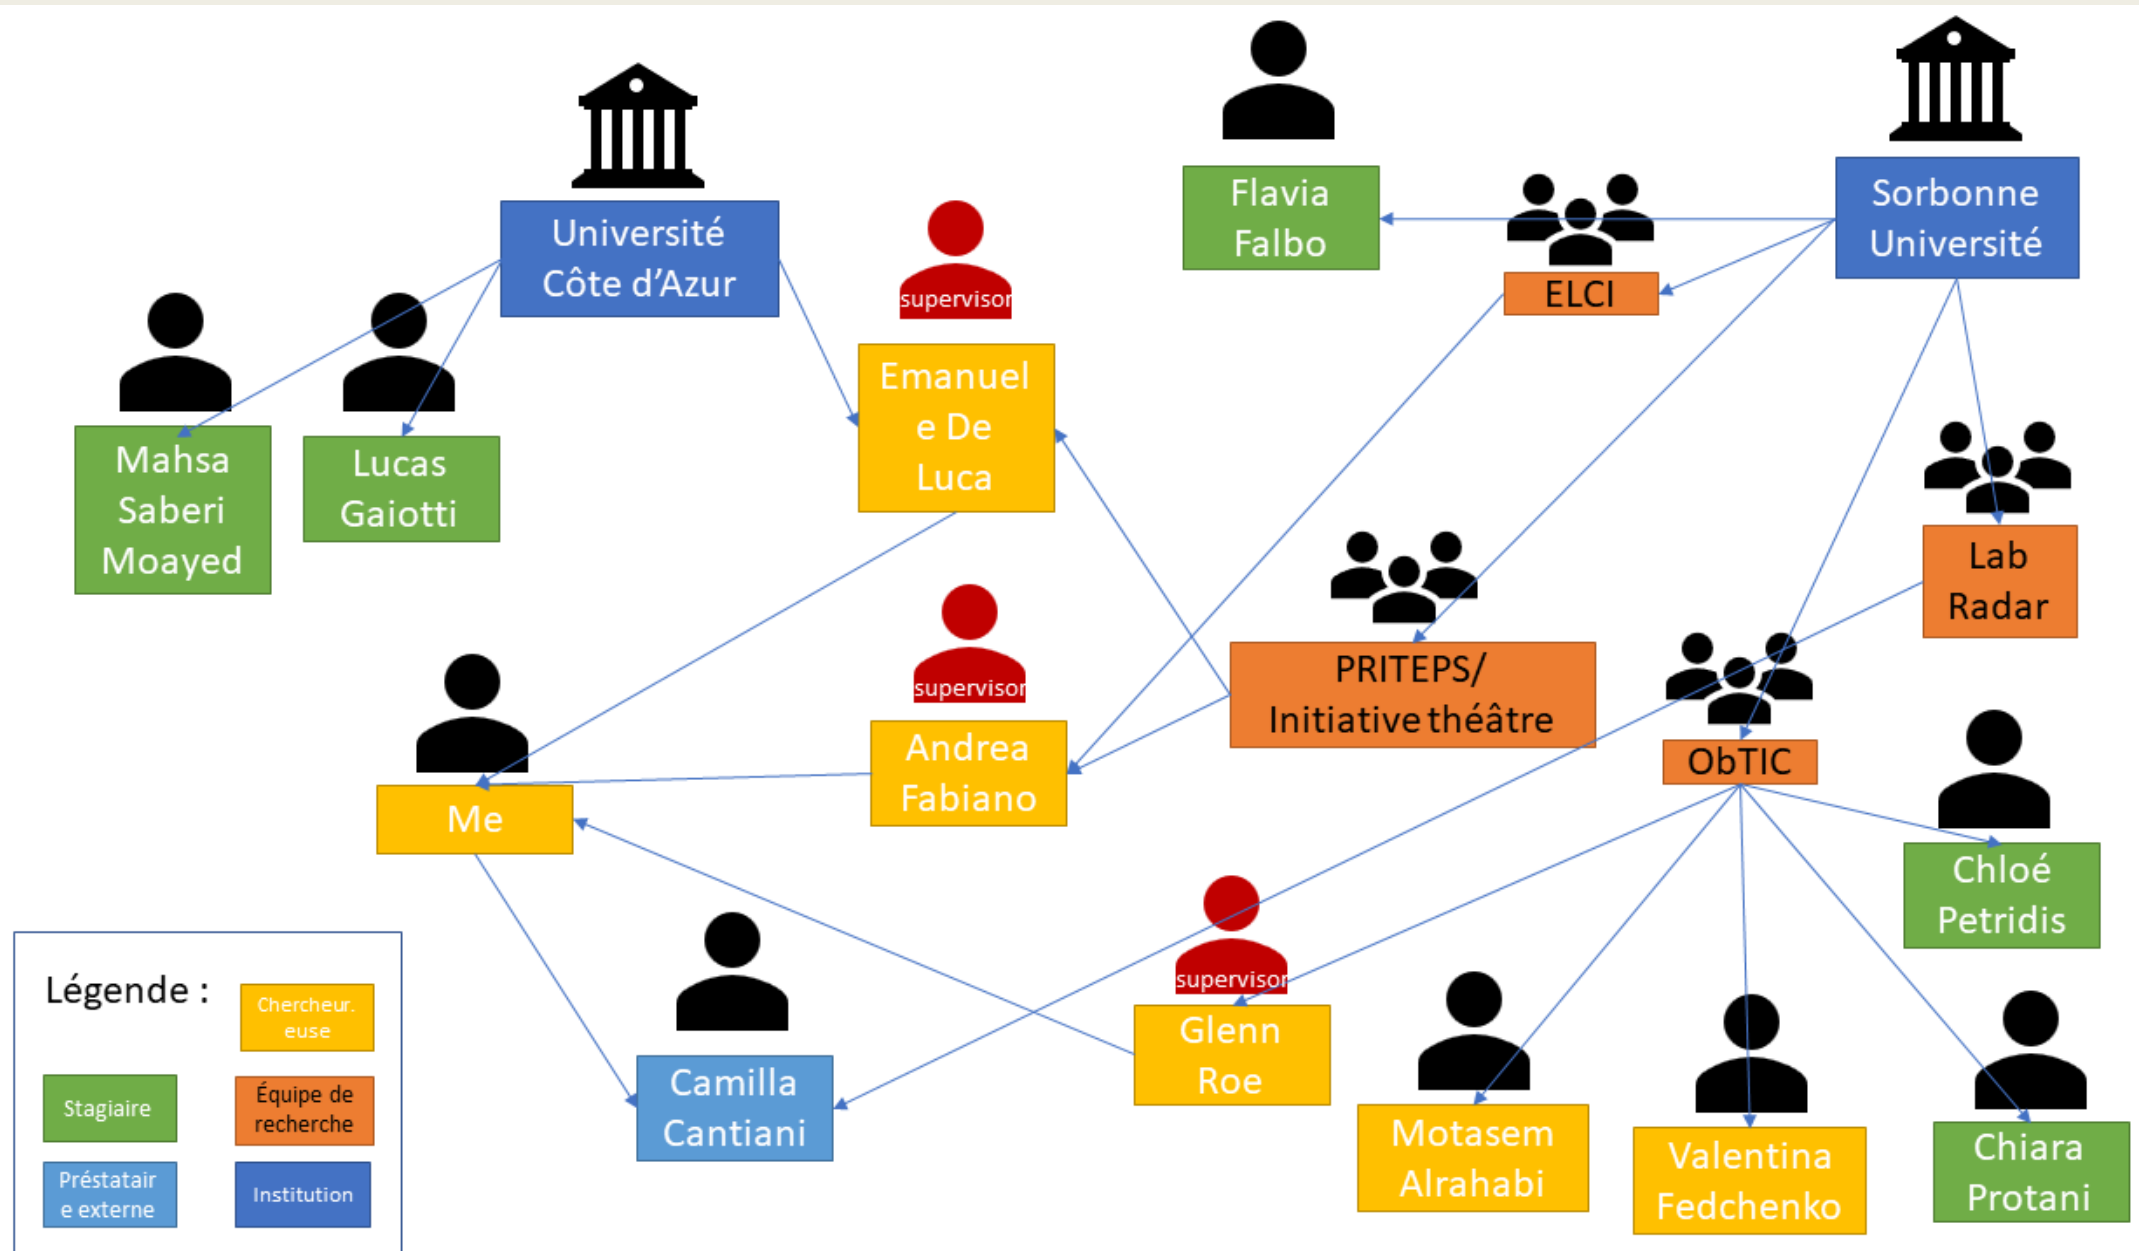 Université
Côte d’Azur
Flavia
Falbo
Sorbonne
Université
supervisor
ELCI
Emanuel
e De
Luca
Mahsa
Saberi
Moayed
Lucas
Gaiotti
Lab
Radar
supervisor
PRITEPS/
Initiative théâtre
Andrea
Fabiano
ObTIC
Me
Chloé
Petridis
supervisor
Glenn
Roe
Camilla
Cantiani
Motasem
Alrahabi
Valentina
Fedchenko
Chiara
Protani
Légende :
Chercheur.
euse
Stagiaire
Équipe de
recherche
Préstatair
e externe
Institution